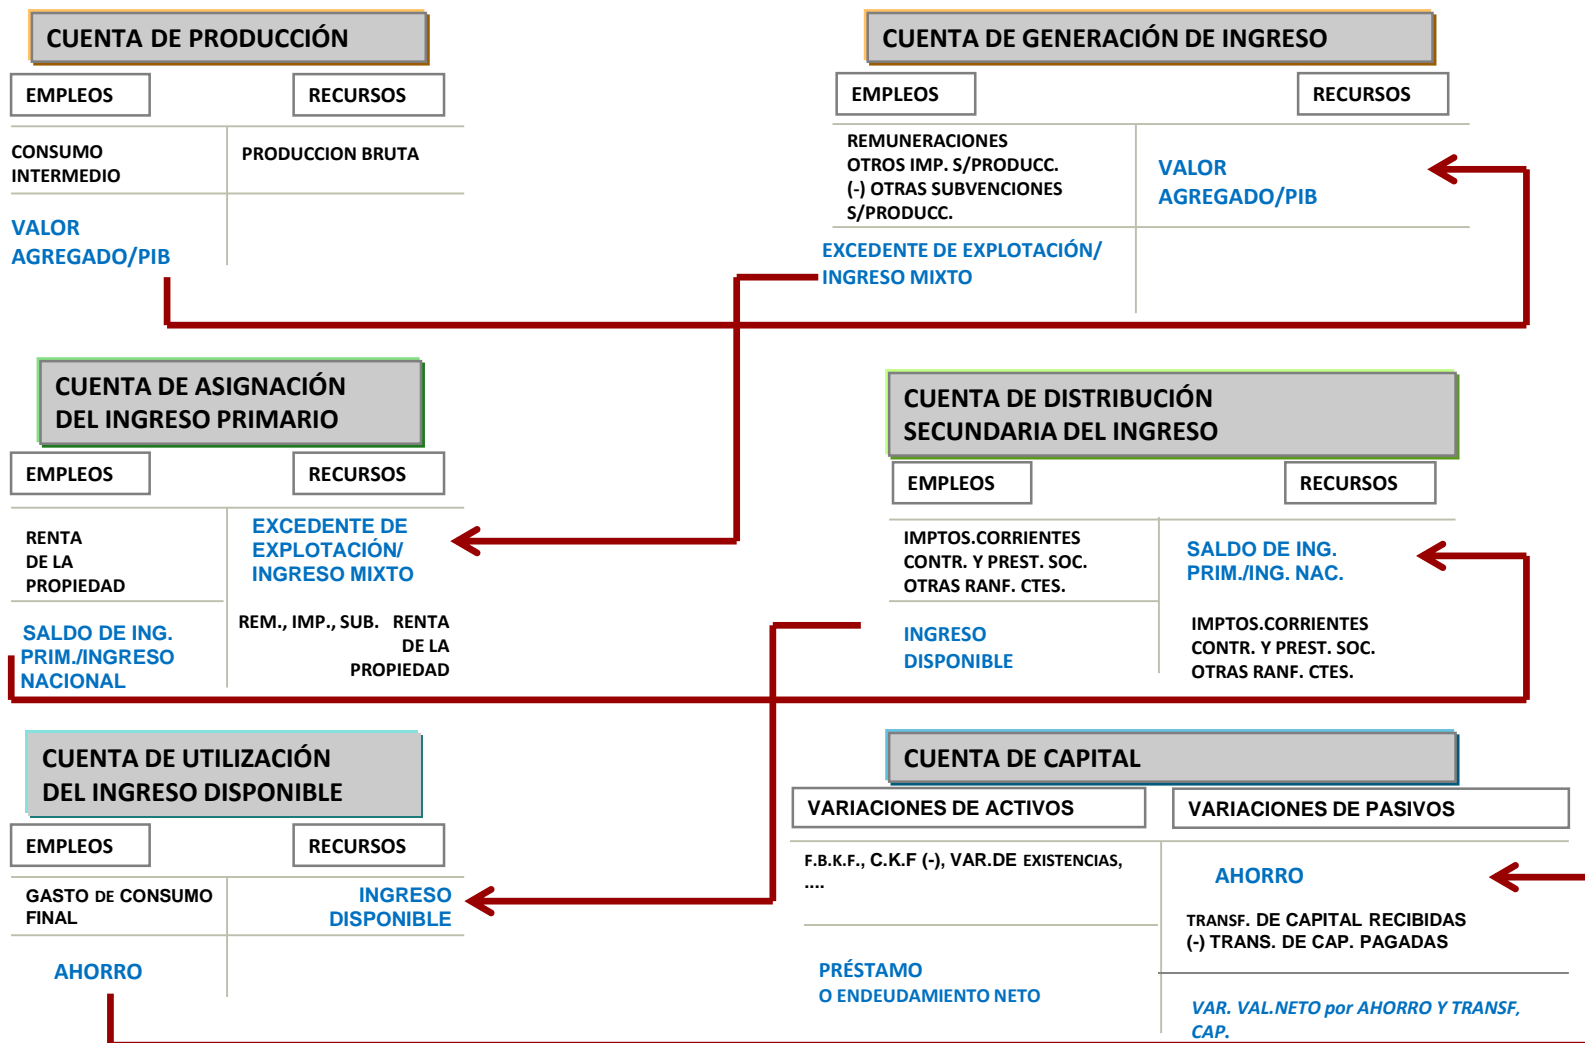 CUENTA DE PRODUCCIÓN
EMPLEOS
RECURSOS
CONSUMO
INTERMEDIO
PRODUCCION BRUTA
VALOR
AGREGADO/PIB
CUENTA DE GENERACIÓN DE INGRESO
EMPLEOS
RECURSOS
REMUNERACIONES
OTROS IMP. S/PRODUCC.
(-) OTRAS SUBVENCIONES
S/PRODUCC.
VALOR
AGREGADO/PIB
EXCEDENTE DE EXPLOTACIÓN/
INGRESO MIXTO
CUENTA DE ASIGNACIÓN
DEL INGRESO PRIMARIO
EMPLEOS
RECURSOS
RENTA
DE LA
PROPIEDAD
EXCEDENTE DE
EXPLOTACIÓN/
INGRESO MIXTO
SALDO DE ING.
PRIM./INGRESO
NACIONAL
REM., IMP., SUB. RENTA
DE LA
PROPIEDAD
CUENTA DE DISTRIBUCIÓN
SECUNDARIA DEL INGRESO
EMPLEOS
RECURSOS
IMPTOS.CORRIENTES
CONTR. Y PREST. SOC.
OTRAS RANF. CTES.
SALDO DE ING.
PRIM./ING. NAC.
INGRESO
DISPONIBLE
IMPTOS.CORRIENTES
CONTR. Y PREST. SOC.
OTRAS RANF. CTES.
CUENTA DE UTILIZACIÓN
DEL INGRESO DISPONIBLE
EMPLEOS
RECURSOS
GASTO DE CONSUMO
FINAL
INGRESO
DISPONIBLE
AHORRO
CUENTA DE CAPITAL
VARIACIONES DE ACTIVOS
VARIACIONES DE PASIVOS
F.B.K.F., C.K.F (-), VAR.DE EXISTENCIAS,
....
AHORRO
TRANSF. DE CAPITAL RECIBIDAS
(-) TRANS. DE CAP. PAGADAS
PRÉSTAMO
O ENDEUDAMIENTO NETO
VAR. VAL.NETO por AHORRO Y TRANSF,
CAP.